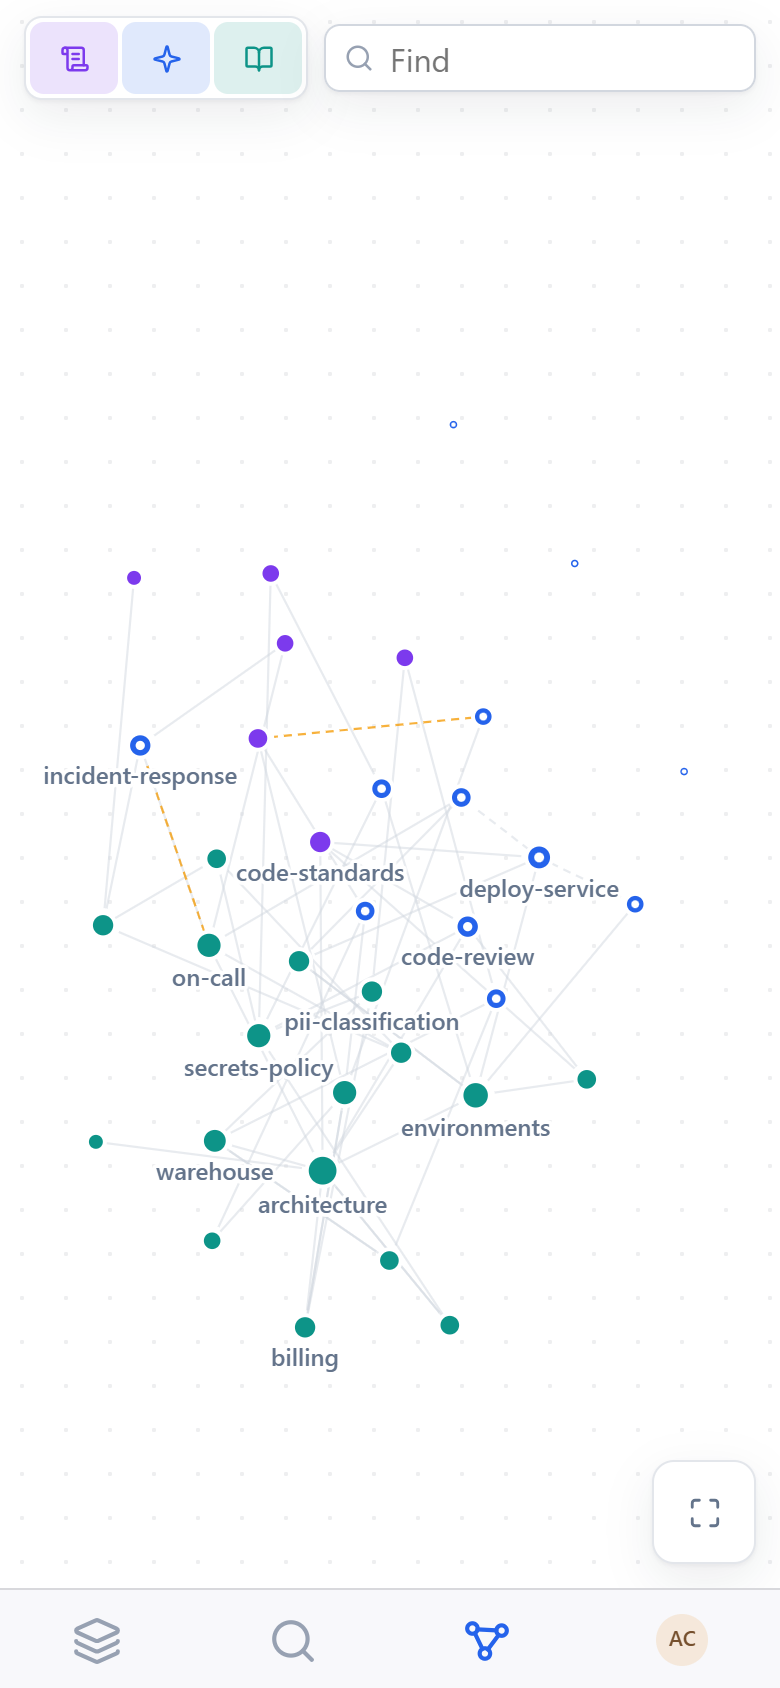 Find
incident-response
code-standards
deploy-service
code-review
on-call
pii-classification
secrets-policy
environments
warehouse
architecture
billing
AC